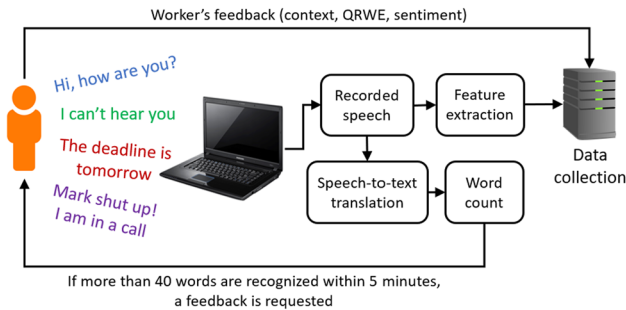 Worker's feedback (context, QRWE, sentiment)
Hi, how are you?
I can't hear you
The deadline is
tomorrow
Mark shut up!
I am in a call
Recorded
speech
Feature
extraction
Speech-to-text
translation
Word
count
Data
collection
If more than 40 words are recognized within 5 minutes,
a feedback is requested